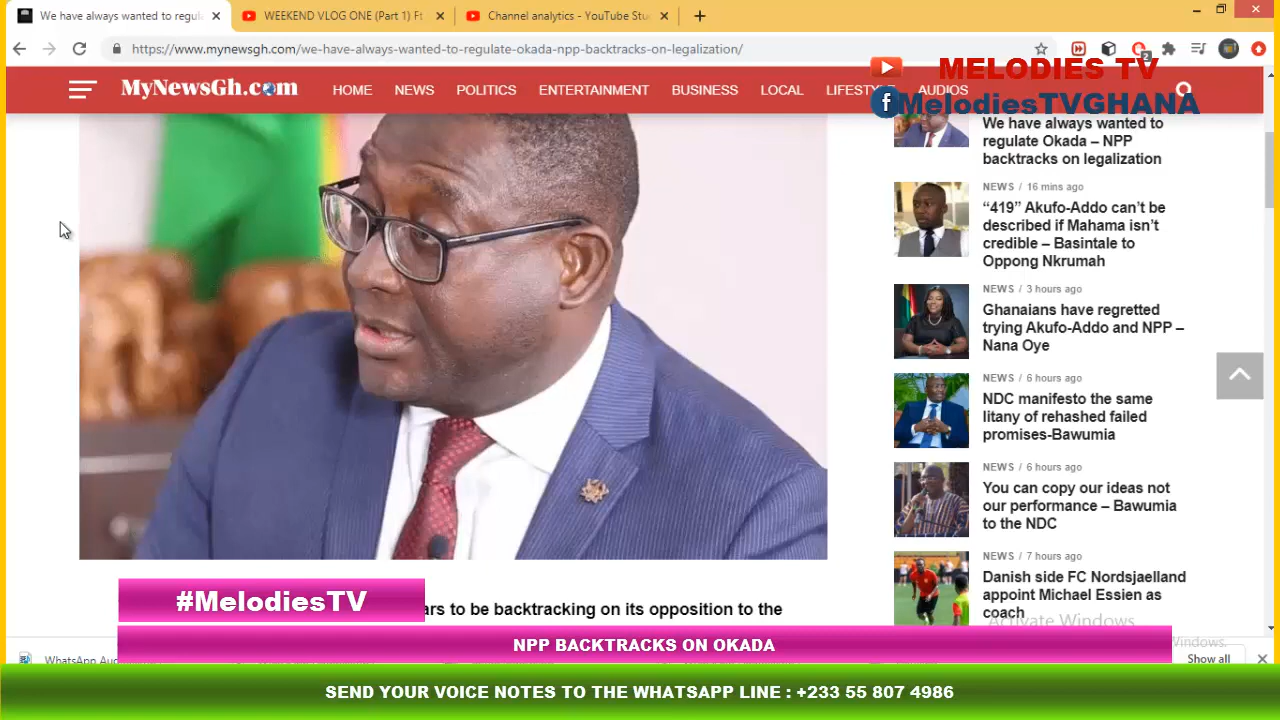 We have always wanted to regul
WEEKEND VLOG ONE (Part 1) Ft
Channel analytics - YouTube Stu
https://www.mynewsgh.com/we-have-always-wanted-to-regulate-okada-npp-backtracks-on-legalization/
2
MyNewsGh.com
HOME
NEWS
POLITICS
ENTERTAINMENT
BUSINESS
LOCAL
LIFESTYLE
AUDIOS
MELODIES TV
MelodiesTVGHANA
We have always wanted to
regulate Okada – NPP
backtracks on legalization
NEWS / 16 mins ago
“419” Akufo-Addo can’t be
described if Mahama isn’t
credible – Basintale to
Oppong Nkrumah
NEWS / 3 hours ago
Ghanaians have regretted
trying Akufo-Addo and NPP –
Nana Oye
NEWS / 6 hours ago
NDC manifesto the same
litany of rehashed failed
promises-Bawumia
NEWS / 6 hours ago
You can copy our ideas not
our performance – Bawumia
to the NDC
NEWS / 7 hours ago
Danish side FC Nordsjaelland
appoint Michael Essien as
coach
Activate Windows
Windows.
#MelodiesTV
ars to be backtracking on its opposition to the
NPP BACKTRACKS ON OKADA
WhatsApp Au
Show all
SEND YOUR VOICE NOTES TO THE WHATSAPP LINE : +233 55 807 4986